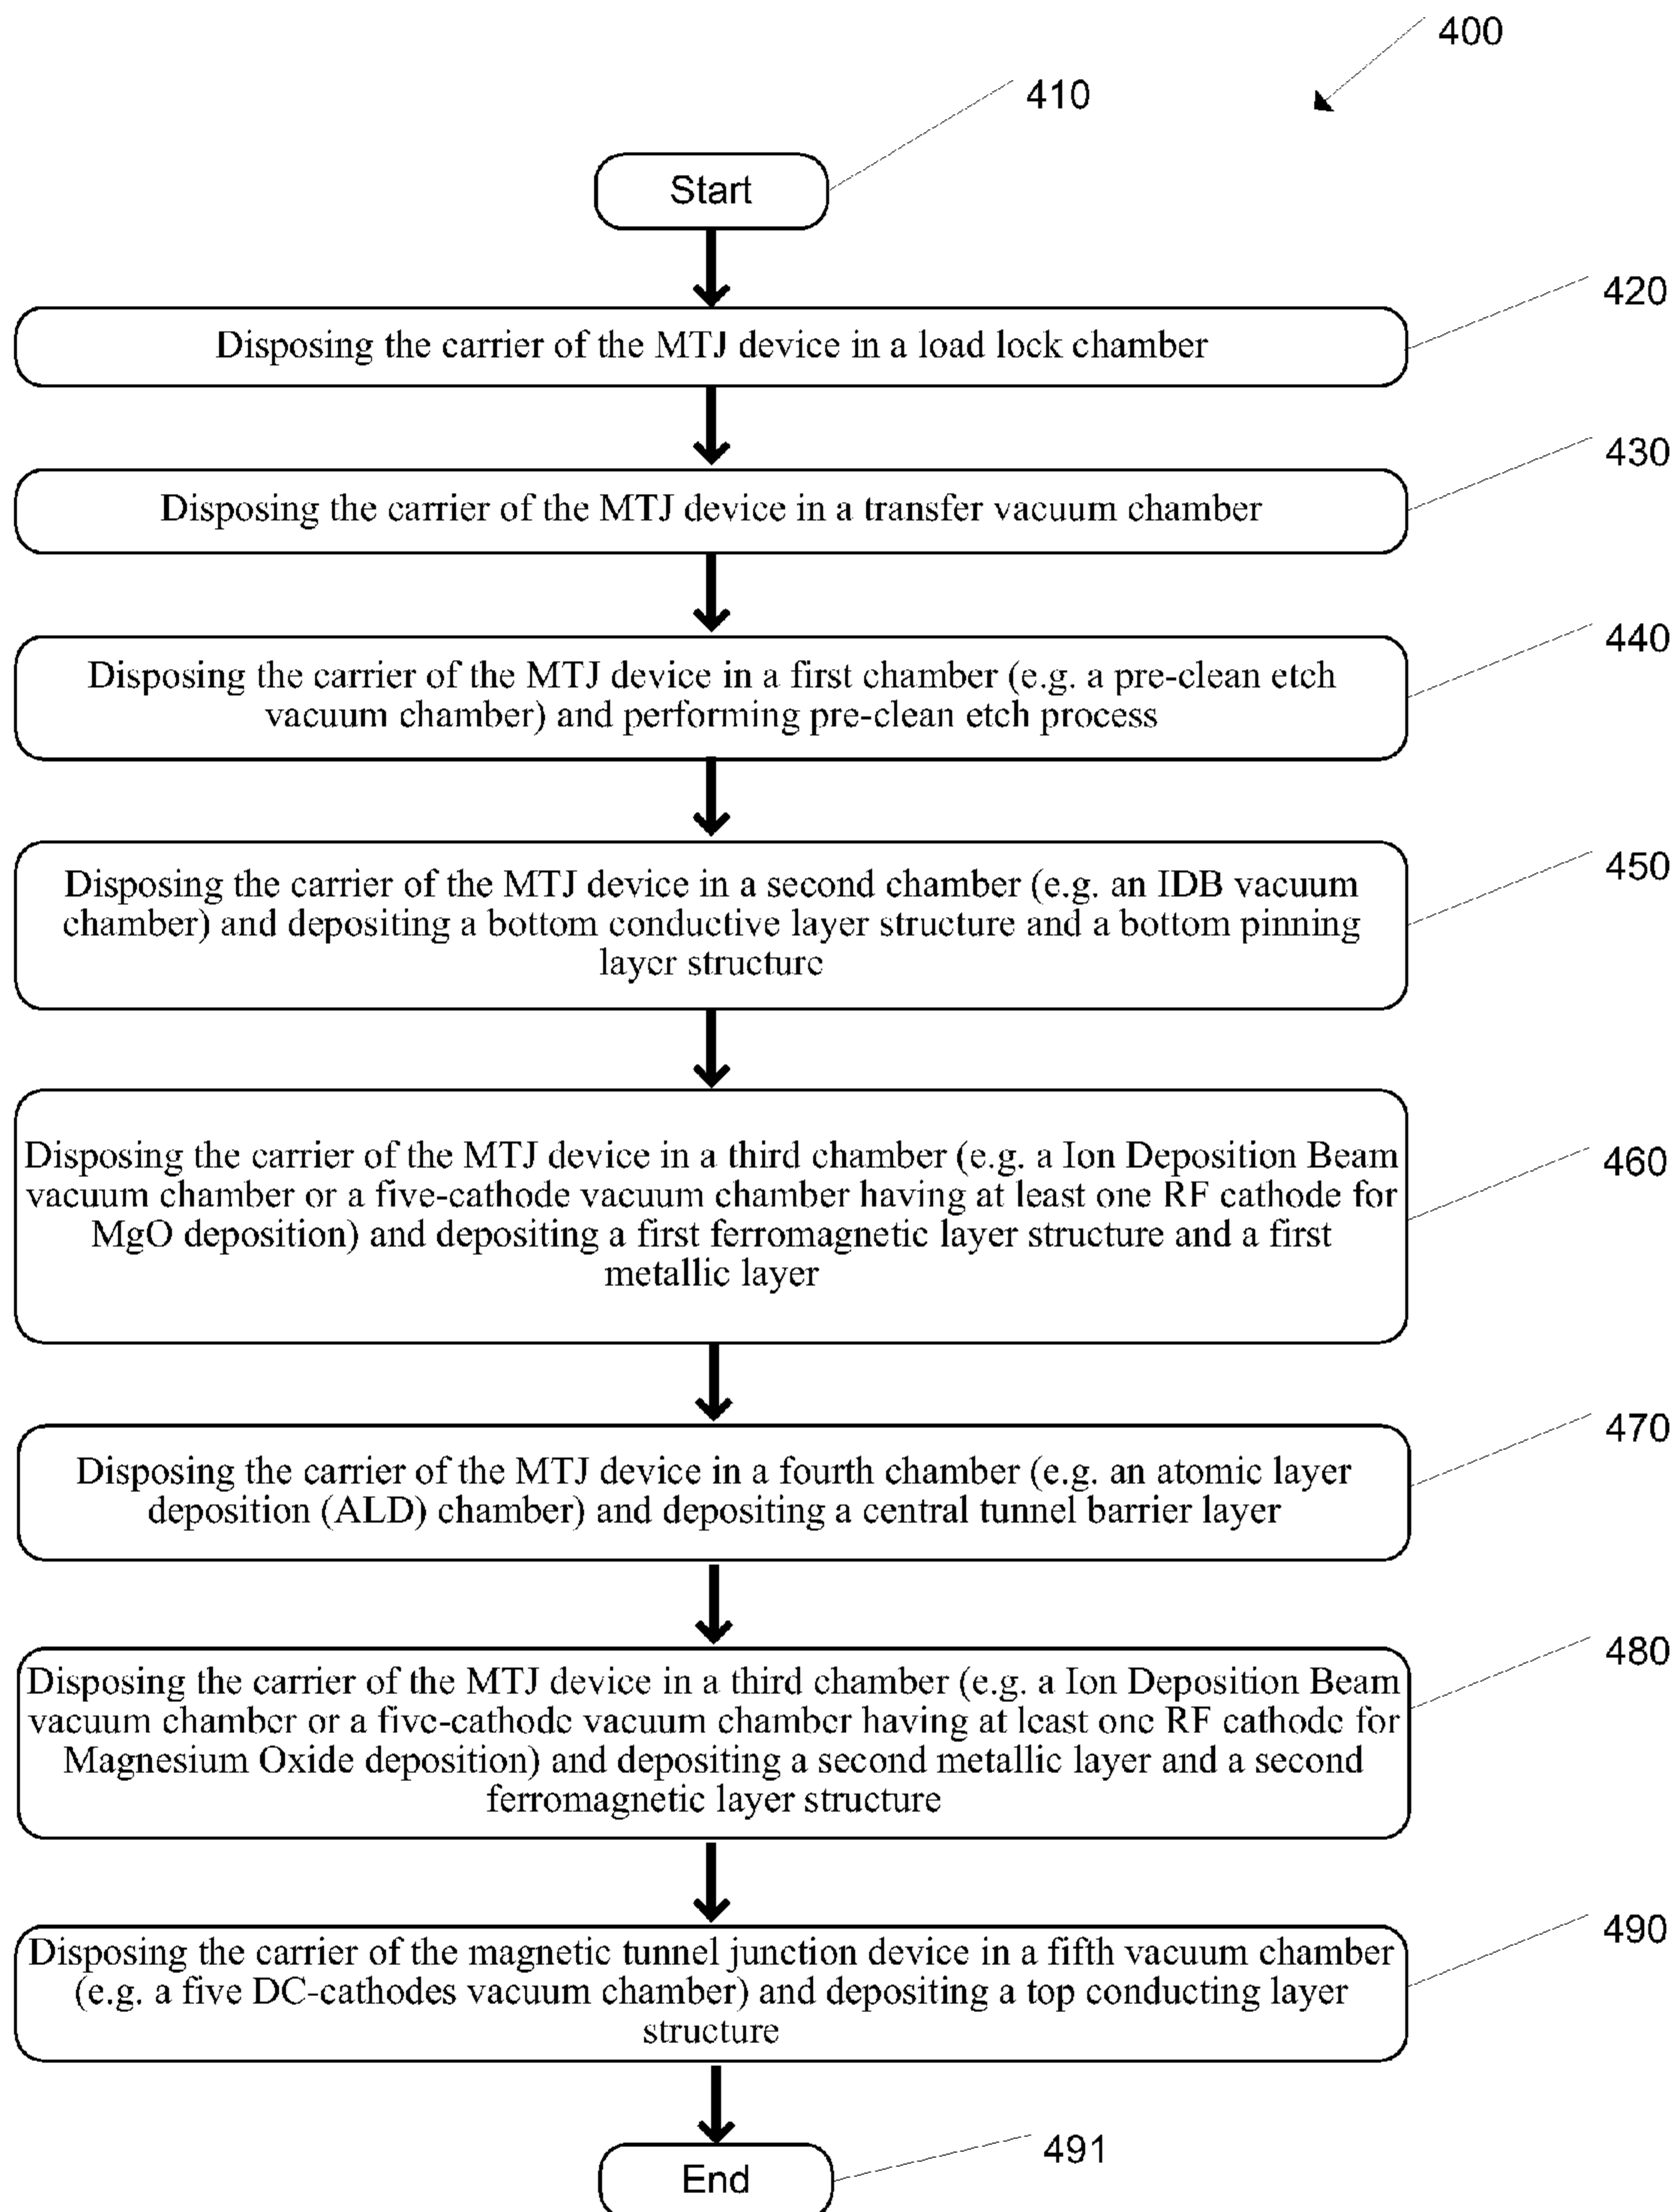 400
410
Start
420
Disposing the carrier of the MTJ device in a load lock chamber
430
Disposing the carrier of the MTJ device in a transfer vacuum chamber
440
Disposing the carrier of the MTJ device in a first chamber (e.g. a pre-clean etch
vacuum chamber) and performing pre-clean etch process
450
Disposing the carrier of the MTJ device in a second chamber (e.g. an IDB vacuum
chamber) and depositing a bottom conductive layer structure and a bottom pinning
layer structure
460
Disposing the carrier of the MTJ device in a third chamber (e.g. a Ion Deposition Beam
vacuum chamber or a five-cathode vacuum chamber having at least one RF cathode for
MgO deposition) and depositing a first ferromagnetic layer structure and a first
metallic layer
470
Disposing the carrier of the MTJ device in a fourth chamber (e.g. an atomic layer
deposition (ALD) chamber) and depositing a central tunnel barrier layer
480
Disposing the carrier of the MTJ device in a third chamber (e.g. a Ion Deposition Beam
vacuum chamber or a five-cathode vacuum chamber having at least one RF cathode for
Magnesium Oxide deposition) and depositing a second metallic layer and a second
ferromagnetic layer structure
490
Disposing the carrier of the magnetic tunnel junction device in a fifth vacuum chamber
(e.g. a five DC-cathodes vacuum chamber) and depositing a top conducting layer
structure
491
End